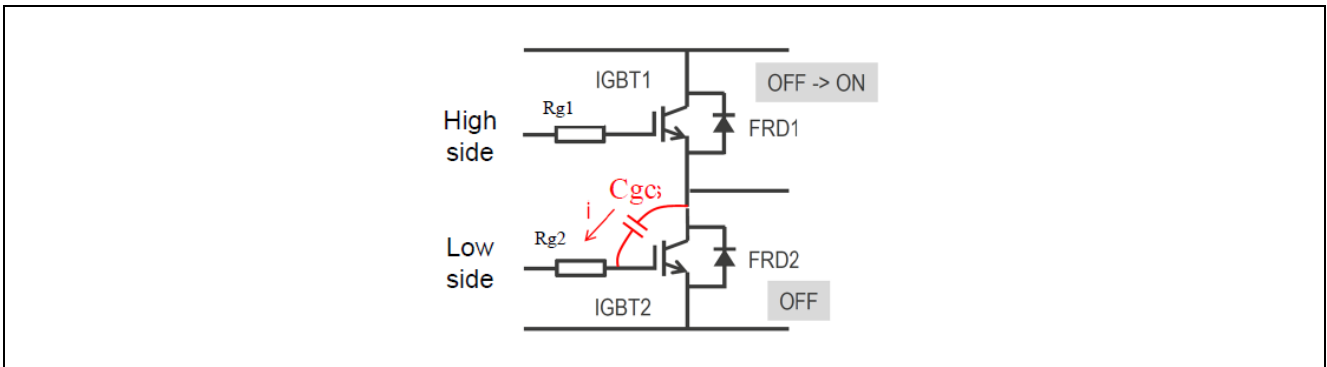 IGBT1
OFF -> ON
Rg1
FRD1
High
side
Cgc
i
Rg2
Low
side
FRD2
OFF
IGBT2